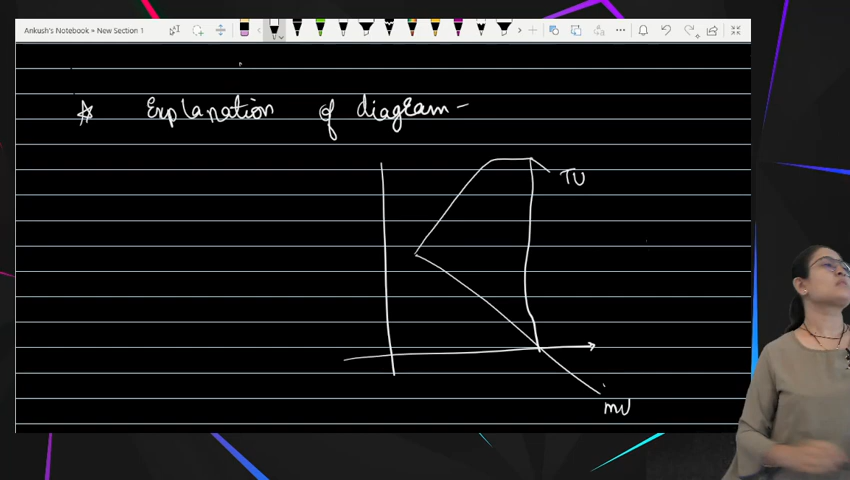 Ankush's Notebook » New Section 1
☆ Explanation of diagram -
TU
mU